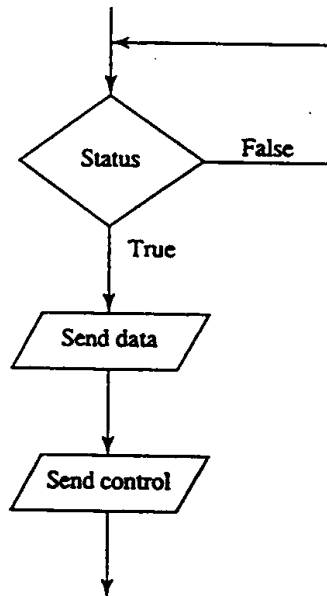 Status
False
True
Send data
Send control